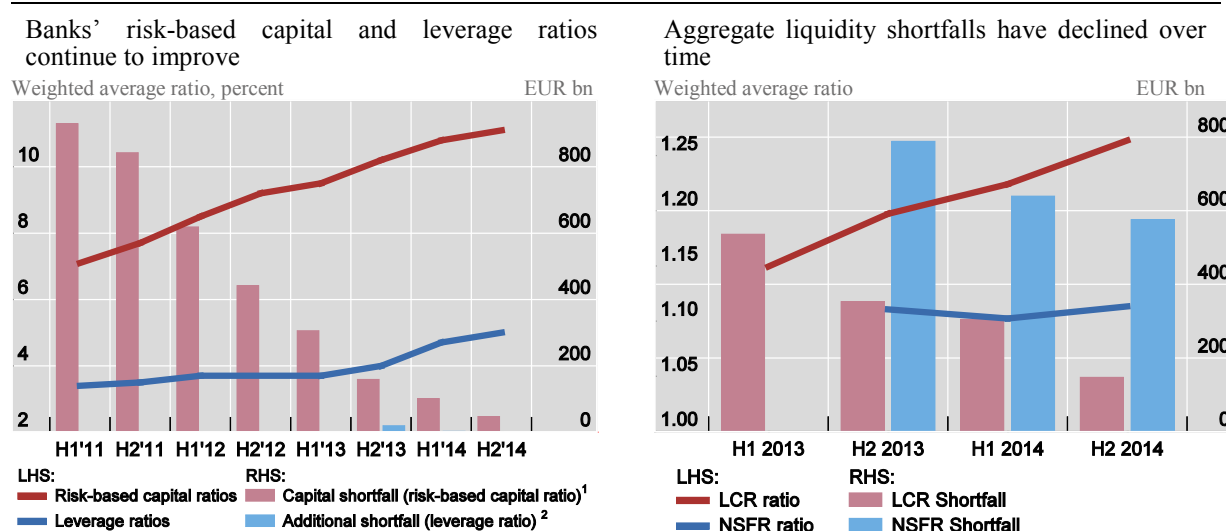 Banks’ risk-based capital and leverage ratios
continue to improve
Weighted average ratio, percent
EUR bn
10
8
6
4
2
800
600
400
200
0
H1'11 H2'11 H1'12 H2'12 H1'13 H2'13 H1'14 H2'14
LHS:
Risk-based capital ratios
Leverage ratios
RHS:
Capital shortfall (risk-based capital ratio)1
Additional shortfall (leverage ratio) 2
Aggregate liquidity shortfalls have declined over
time
Weighted average ratio
EUR bn
1.25
1.20
1.15
1.10
1.05
1.00
800
600
400
200
0
H1 2013 H2 2013 H1 2014 H2 2014
LHS:
LCR ratio
NSFR ratio
RHS:
LCR Shortfall
NSFR Shortfall